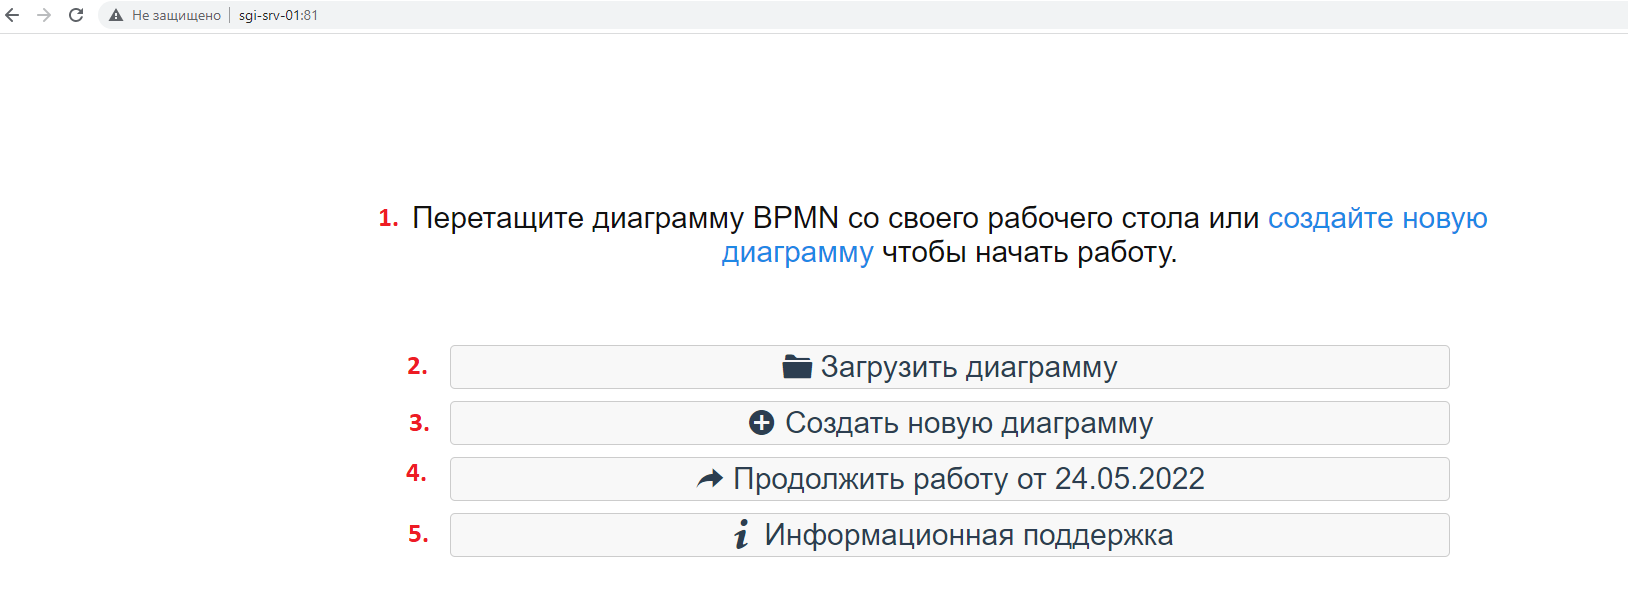 Не защищено sgi-srv-01:81
1. Перетащите диаграмму BPMN со своего рабочего стола или создайте новую
диаграмму чтобы начать работу.
2. Загрузить диаграмму
3. Создать новую диаграмму
4. Продолжить работу от 24.05.2022
5. Информационная поддержка